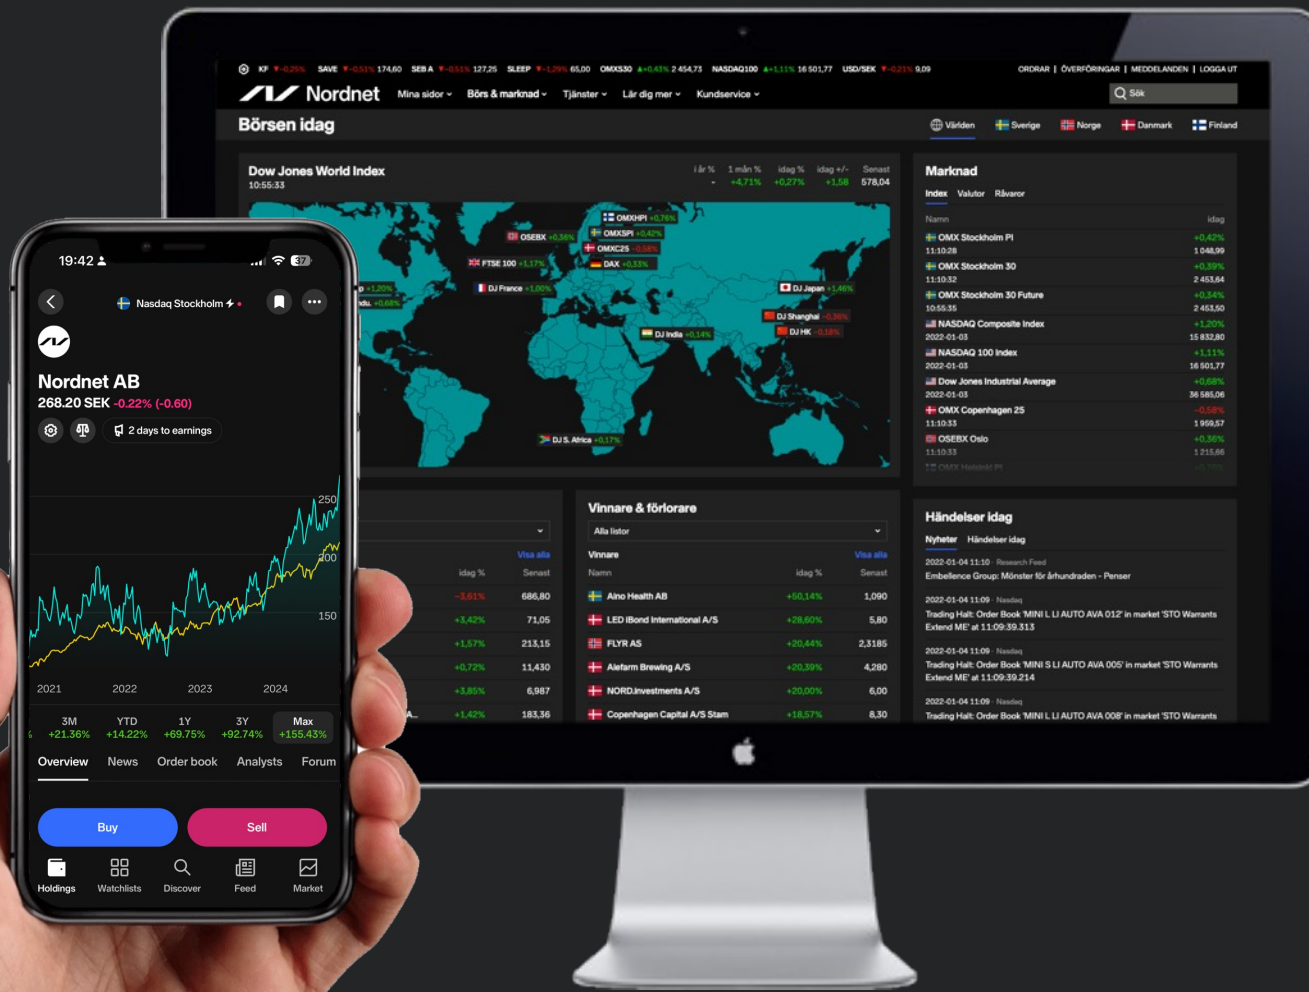 KF ▼-0,25% SAVE ▼-0,51% 174,60 SEB A ▼-0,51% 127,25 SLEEP ▼-1,29% 65,00 OMXS30 ▲+0,43% 2 454,73 NASDAQ100 ▲+1,11% 16 501,77 USD/SEK ▼-0,21% 9,09
ORDRAR | ÖVERFÖRINGAR | MEDDELANDEN | LOGGA UT
Nordnet Mina sidor Börs & marknad Tjänster Lär dig mer Kundservice
Sök
Börsen idag
Världen Sverige Norge Danmark Finland
Dow Jones World Index
10:55:33
i år % 1 mån % idag % idag +/- Senast
- +4,71% +0,27% +1,58 578,04
OMXHPI +0,76%
OSEBX +0,36%
OMXSPI +0,42%
OMXC25 -0,58%
FTSE 100 +1,17%
DAX +0,33%
+1,20%
DJ France +1,00%
DJ Japan +1,46%
+0,68%
DJ Shanghai -0,36%
DJ India +0,14%
DJ HK -0,18%
DJ S. Africa +0,17%
Marknad
Index Valutor Råvaror
Namn idag
OMX Stockholm PI +0,42%
11:10:28 1 048,99
OMX Stockholm 30 +0,39%
11:10:32 2 453,64
OMX Stockholm 30 Future +0,34%
10:55:35 2 453,50
NASDAQ Composite Index +1,20%
2022-01-03 15 832,80
NASDAQ 100 Index +1,11%
2022-01-03 16 501,77
Dow Jones Industrial Average +0,68%
2022-01-03 36 585,06
OMX Copenhagen 25 -0,58%
11:10:33 1 959,57
OSEBX Oslo +0,36%
11:10:33 1 215,66
OMX Helsinki PI +0,76%
Visa alla
idag % Senast
-3,61% 686,80
+3,42% 71,05
+1,57% 213,15
+0,72% 11,430
+3,85% 6,987
A... +1,42% 183,36
Vinnare & förlorare
Alla listor
Vinnare Visa alla
Namn idag % Senast
Aino Health AB +50,14% 1,090
LED iBond International A/S +28,60% 5,80
FLYR AS +20,44% 2,3185
Alefarm Brewing A/S +20,39% 4,280
NORD.Investments A/S +20,00% 6,00
Copenhagen Capital A/S Stam +18,57% 8,30
Händelser idag
Nyheter Händelser idag
2022-01-04 11:10 · Research Feed
Embellence Group: Mönster för århundraden - Penser
2022-01-04 11:09 · Nasdaq
Trading Halt: Order Book 'MINI L LI AUTO AVA 012' in market 'STO Warrants
Extend ME' at 11:09:39.313
2022-01-04 11:09 · Nasdaq
Trading Halt: Order Book 'MINI S LI AUTO AVA 005' in market 'STO Warrants
Extend ME' at 11:09:39.214
2022-01-04 11:09 · Nasdaq
Trading Halt: Order Book 'MINI L LI AUTO AVA 008' in market 'STO Warrants
19:42
37
Nasdaq Stockholm
Nordnet AB
268.20 SEK -0.22% (-0.60)
2 days to earnings
250
200
150
2021 2022 2023 2024
3M YTD 1Y 3Y Max
+21.36% +14.22% +69.75% +92.74% +155.43%
Overview News Order book Analysts Forum
Buy Sell
Holdings Watchlists Discover Feed Market